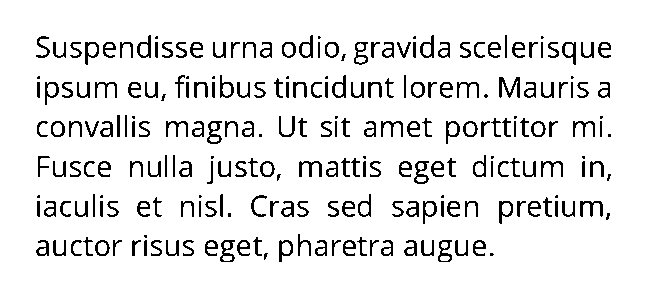 Suspendisse urna odio, gravida scelerisque
ipsum eu, finibus tincidunt lorem. Mauris a
convallis magna. Ut sit amet porttitor mi.
Fusce nulla justo, mattis eget dictum in,
iaculis et nisl. Cras sed sapien pretium,
auctor risus eget, pharetra augue.